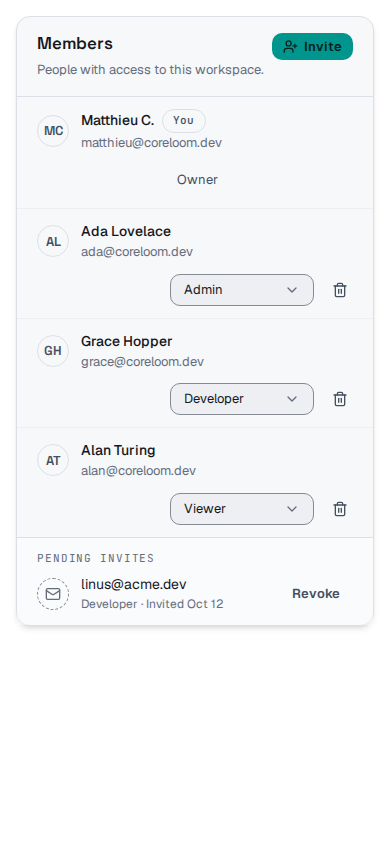 Members
Invite
People with access to this workspace.
MC
Matthieu C. You
matthieu@coreloom.dev
Owner
AL
Ada Lovelace
ada@coreloom.dev
Admin
GH
Grace Hopper
grace@coreloom.dev
Developer
AT
Alan Turing
alan@coreloom.dev
Viewer
PENDING INVITES
linus@acme.dev
Developer · Invited Oct 12
Revoke